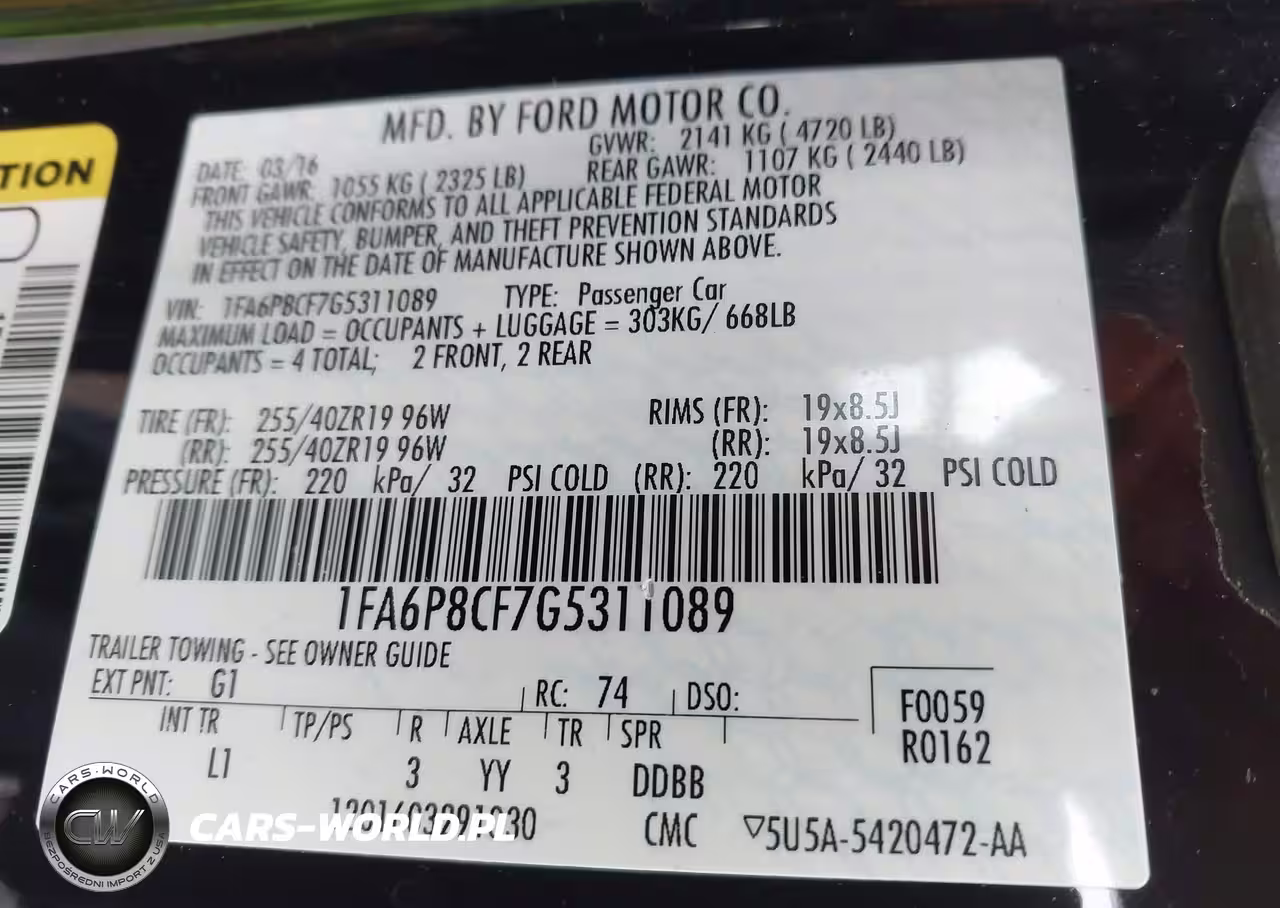 TION
MFD. BY FORD MOTOR CO.
DATE: 03/16 GVWR: 2141 KG ( 4720 LB)
FRONT GAWR: 1055 KG ( 2325 LB) REAR GAWR: 1107 KG ( 2440 LB)
THIS VEHICLE CONFORMS TO ALL APPLICABLE FEDERAL MOTOR
VEHICLE SAFETY, BUMPER, AND THEFT PREVENTION STANDARDS
IN EFFECT ON THE DATE OF MANUFACTURE SHOWN ABOVE.
VIN: 1FA6P8CF7G5311089 TYPE: Passenger Car
MAXIMUM LOAD = OCCUPANTS + LUGGAGE = 303KG/ 668LB
OCCUPANTS = 4 TOTAL; 2 FRONT, 2 REAR
TIRE (FR): 255/40ZR19 96W RIMS (FR): 19x8.5J
(RR): 255/40ZR19 96W (RR): 19x8.5J
PRESSURE (FR): 220 kPa/ 32 PSI COLD (RR): 220 kPa/ 32 PSI COLD
1FA6P8CF7G5311089
TRAILER TOWING - SEE OWNER GUIDE
EXT PNT: G1 RC: 74 DSO:
F0059
R0162
INT TR TP/PS R AXLE TR SPR
L1 3 YY 3 DDBB
CMC ▽5U5A-5420472-AA
CARS-WORLD
CW
BEZPOŚREDNI IMPORT Z USA
CARS-WORLD.PL